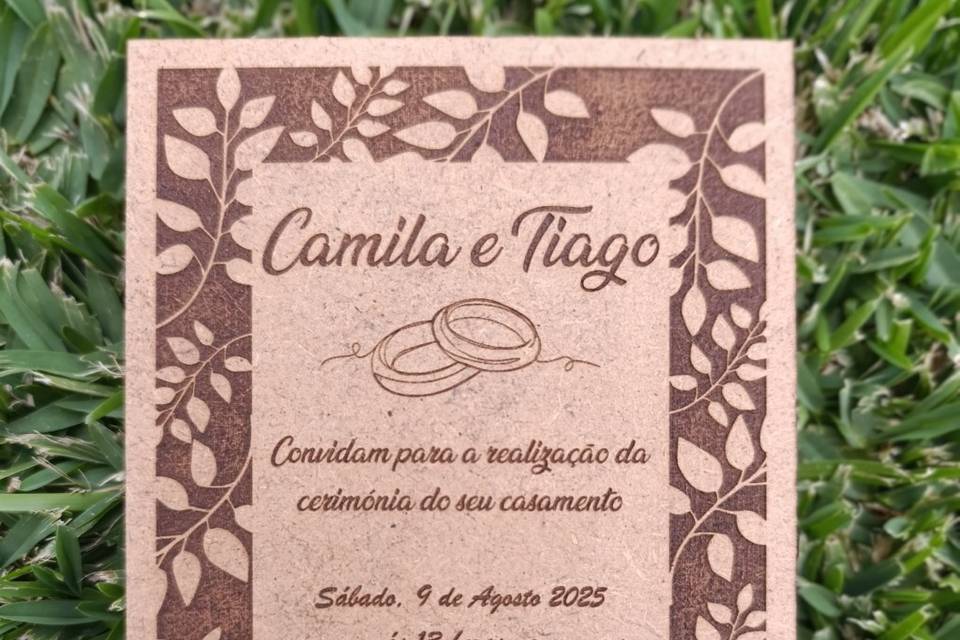 Camila e Tiago
Convidam para a realização da
cerimónia do seu casamento
Sábado, 9 de Agosto 2025